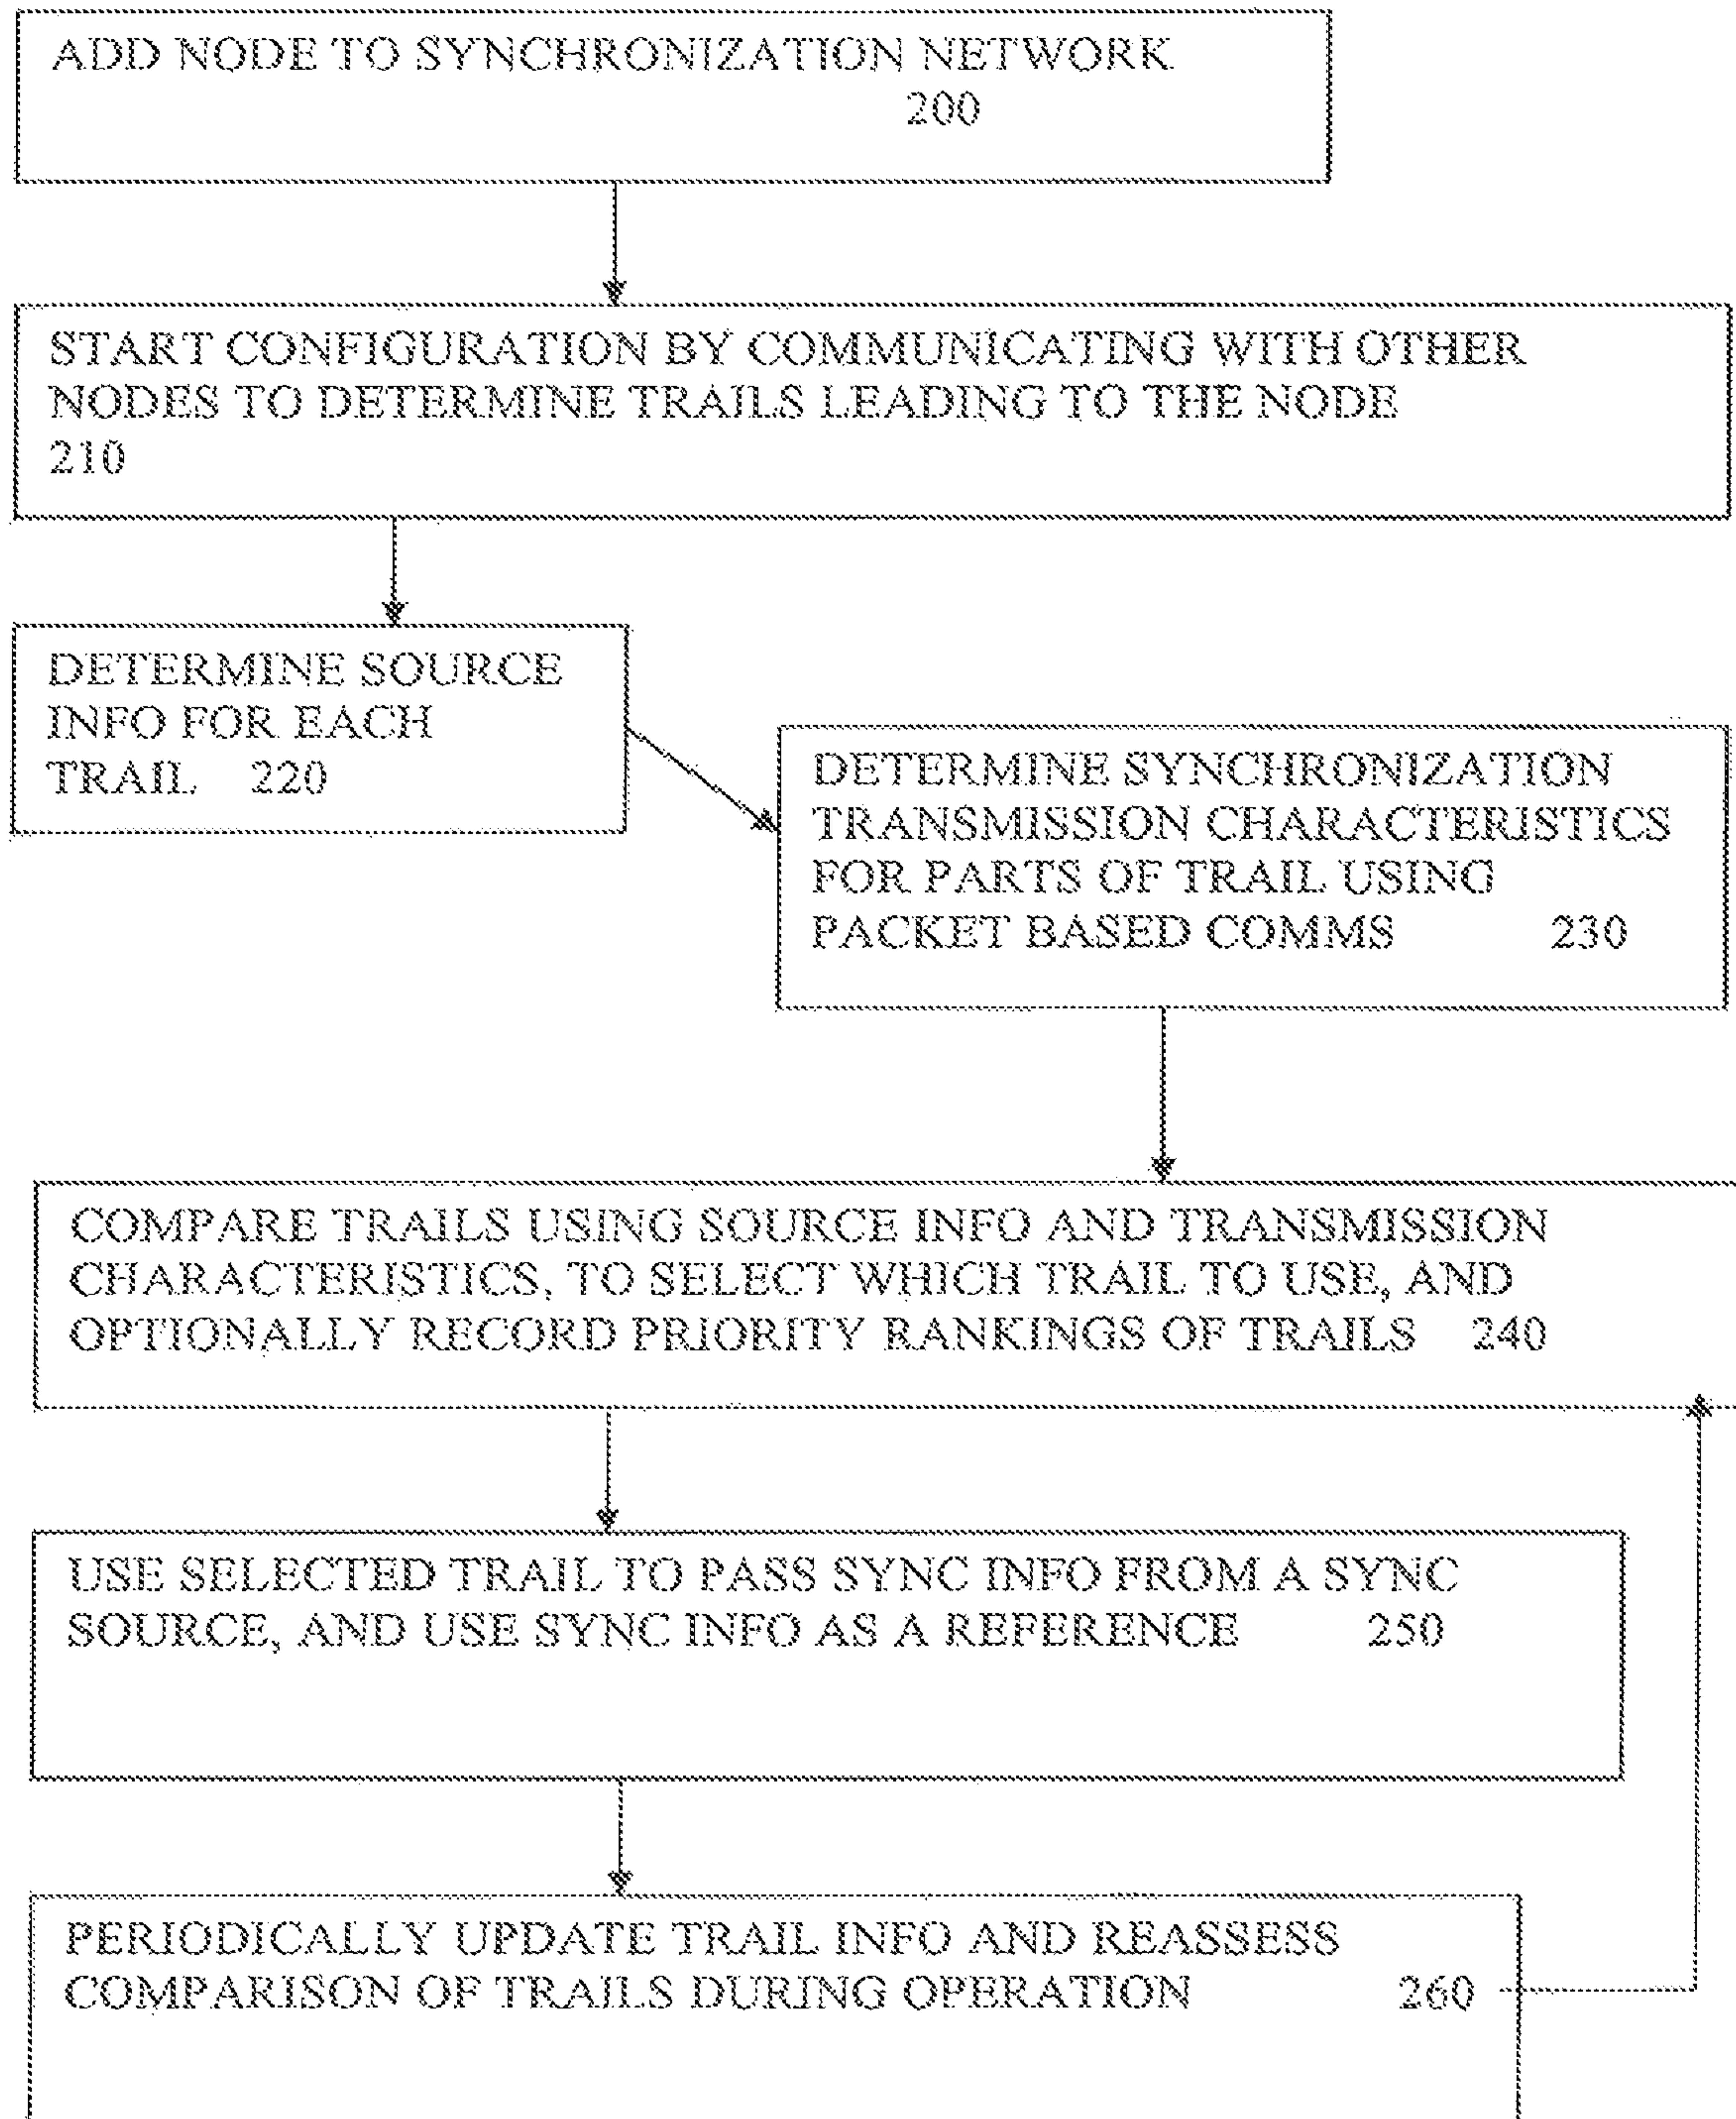 ADD NODE TO SYNCHRONIZATION NETWORK
200
START CONFIGURATION BY COMMUNICATING WITH OTHER
NODES TO DETERMINE TRAILS LEADING TO THE NODE
210
DETERMINE SOURCE
INFO FOR EACH
TRAIL 220
DETERMINE SYNCHRONIZATION
TRANSMISSION CHARACTERISTICS
FOR PARTS OF TRAIL USING
PACKET BASED COMMS 230
COMPARE TRAILS USING SOURCE INFO AND TRANSMISSION
CHARACTERISTICS, TO SELECT WHICH TRAIL TO USE, AND
OPTIONALLY RECORD PRIORITY RANKINGS OF TRAILS 240
USE SELECTED TRAIL TO PASS SYNC INFO FROM A SYNC
SOURCE, AND USE SYNC INFO AS A REFERENCE 250
PERIODICALLY UPDATE TRAIL INFO AND REASSESS
COMPARISON OF TRAILS DURING OPERATION 260